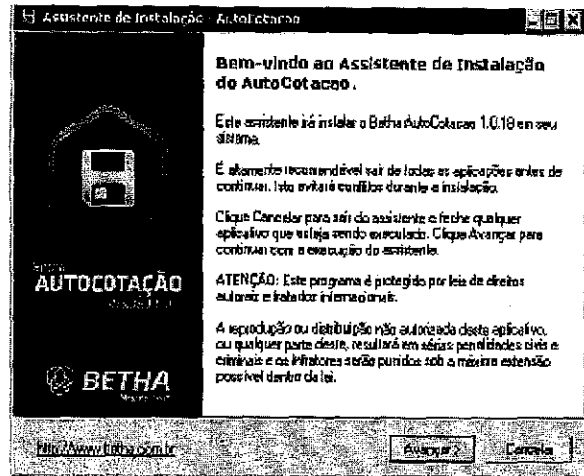 Assistente de Instalação - AutoCotacao
Bem-vindo ao Assistente de Instalação
do AutoCotacao.
Este assistente irá instalar o Betha AutoCotacao 1.0.18 em seu
sistema.
É altamente recomendável sair de todas as aplicações antes de
continuar. Isto evitará conflitos durante a instalação.
Clique Cancelar para sair do assistente e feche qualquer
aplicativo que esteja sendo executado. Clique Avançar para
continuar com a execução do assistente.
ATENÇÃO: Este programa é protegido por leis de direitos
autorais e tratados internacionais.
A reprodução ou distribuição não autorizada deste aplicativo,
ou qualquer parte deste, resultará em sérias penalidades civis e
criminais e os infratores serão punidos sob a máxima extensão
possível dentro da lei.
AUTOCOTAÇÃO
BETHA
http://www.betha.com.br
Avançar >
Cancelar